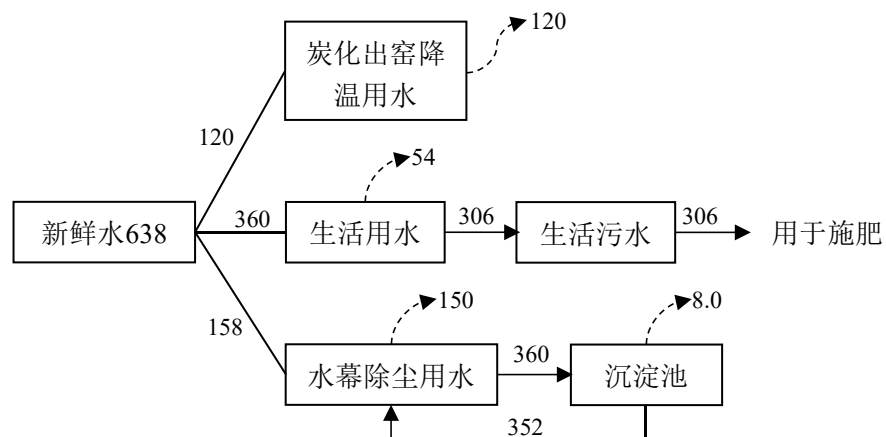 炭化出窑降
温用水
120
120
54
新鲜水638
360
生活用水
306
生活污水
306
用于施肥
158
150
8.0
水幕除尘用水
360
沉淀池
352